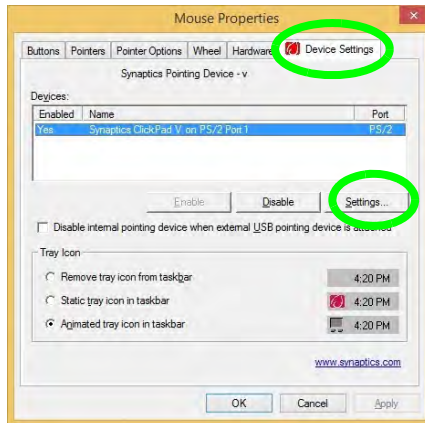 Mouse Properties
Buttons Pointers Pointer Options Wheel Hardware Device Settings
Synaptics Pointing Device - v
Devices:
Enabled Name Port
Yes Synaptics ClickPad V on PS/2 Port 1 PS/2
Enable Disable Settings...
Disable internal pointing device when external USB pointing device is attached
Tray Icon
Remove tray icon from taskbar 4:20 PM
Static tray icon in taskbar 4:20 PM
Animated tray icon in taskbar 4:20 PM
www.synaptics.com
OK Cancel Apply